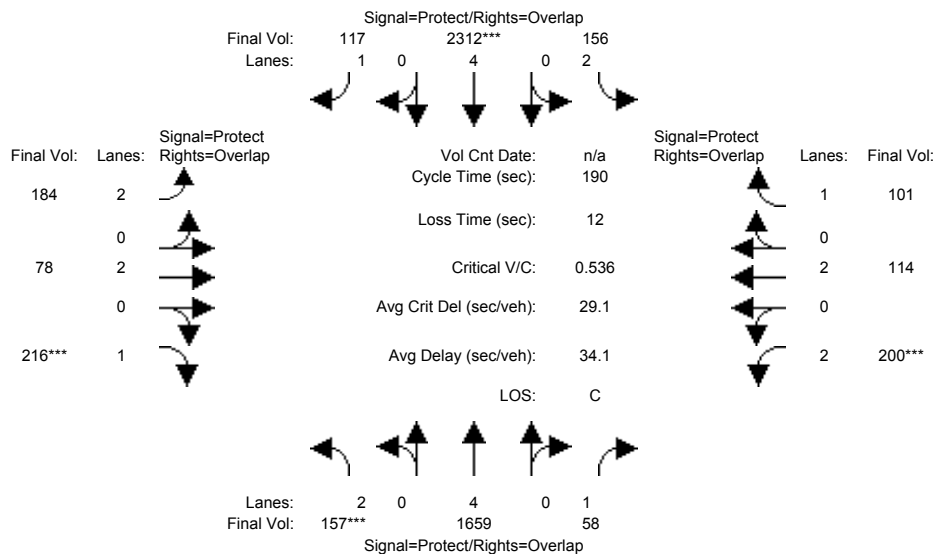 Signal=Protect/Rights=Overlap
Final Vol: 117 2312*** 156
Lanes: 1 0 4 0 2
Signal=Protect Signal=Protect
Final Vol: Lanes: Rights=Overlap Vol Cnt Date: n/a Rights=Overlap Lanes: Final Vol:
Cycle Time (sec): 190
184 2 1 101
Loss Time (sec): 12
0 0
78 2 Critical V/C: 0.536 2 114
0 Avg Crit Del (sec/veh): 29.1 0
216*** 1 Avg Delay (sec/veh): 34.1 2 200***
LOS: C
Lanes: 2 0 4 0 1
Final Vol: 157*** 1659 58
Signal=Protect/Rights=Overlap